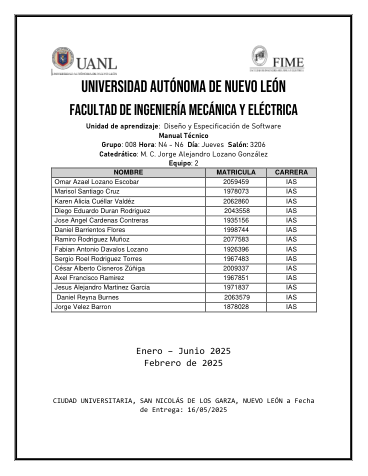 UANL
FIME
UNIVERSIDAD AUTÓNOMA DE NUEVO LEÓN
FACULTAD DE INGENIERÍA MECÁNICA Y ELÉCTRICA
Unidad de aprendizaje: Diseño y Especificación de Software
Manual Técnico
Grupo: 008 Hora: N4 – N6 Día: Jueves Salón: 3206
Catedrático: M. C. Jorge Alejandro Lozano González
Equipo: 2
NOMBRE MATRICULA CARRERA
Omar Azael Lozano Escobar 2059459 IAS
Marisol Santiago Cruz 1978073 IAS
Karen Alicia Cuéllar Valdéz 2062860 IAS
Diego Eduardo Duran Rodriguez 2043558 IAS
Jose Angel Cardenas Contreras 1935156 IAS
Daniel Barrientos Flores 1998744 IAS
Ramiro Rodriguez Muñoz 2077583 IAS
Fabian Antonio Davalos Lozano 1926396 IAS
Sergio Roel Rodriguez Torres 1967483 IAS
César Alberto Cisneros Zúñiga 2009337 IAS
Axel Francisco Ramirez 1967851 IAS
Jesus Alejandro Martinez Garcia 1971837 IAS
Daniel Reyna Burnes 2063579 IAS
Jorge Velez Barron 1878028 IAS
Enero – Junio 2025
Febrero de 2025
CIUDAD UNIVERSITARIA, SAN NICOLÁS DE LOS GARZA, NUEVO LEÓN a Fecha
de Entrega: 16/05/2025